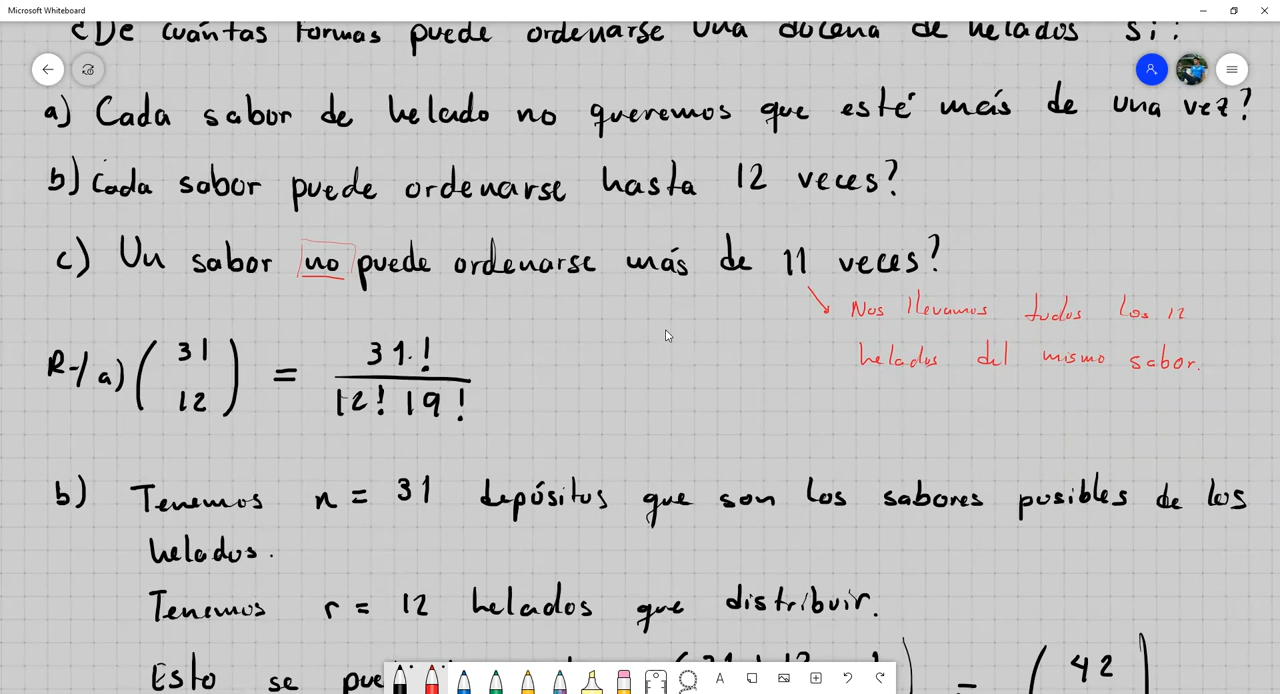 Microsoft Whiteboard
¿De cuántas formas puede ordenarse una docena de helados si:
a) Cada sabor de helado no queremos que esté más de una vez?
b) Cada sabor puede ordenarse hasta 12 veces?
c) Un sabor no puede ordenarse más de 11 veces?
Nos llevamos todos los 12
helados del mismo sabor.
R-/ a) (31 12) = 31! / 12! 19!
b) Tenemos n = 31 depósitos que son los sabores posibles de los
helados.
Tenemos r = 12 helados que distribuir.
Esto se = (42